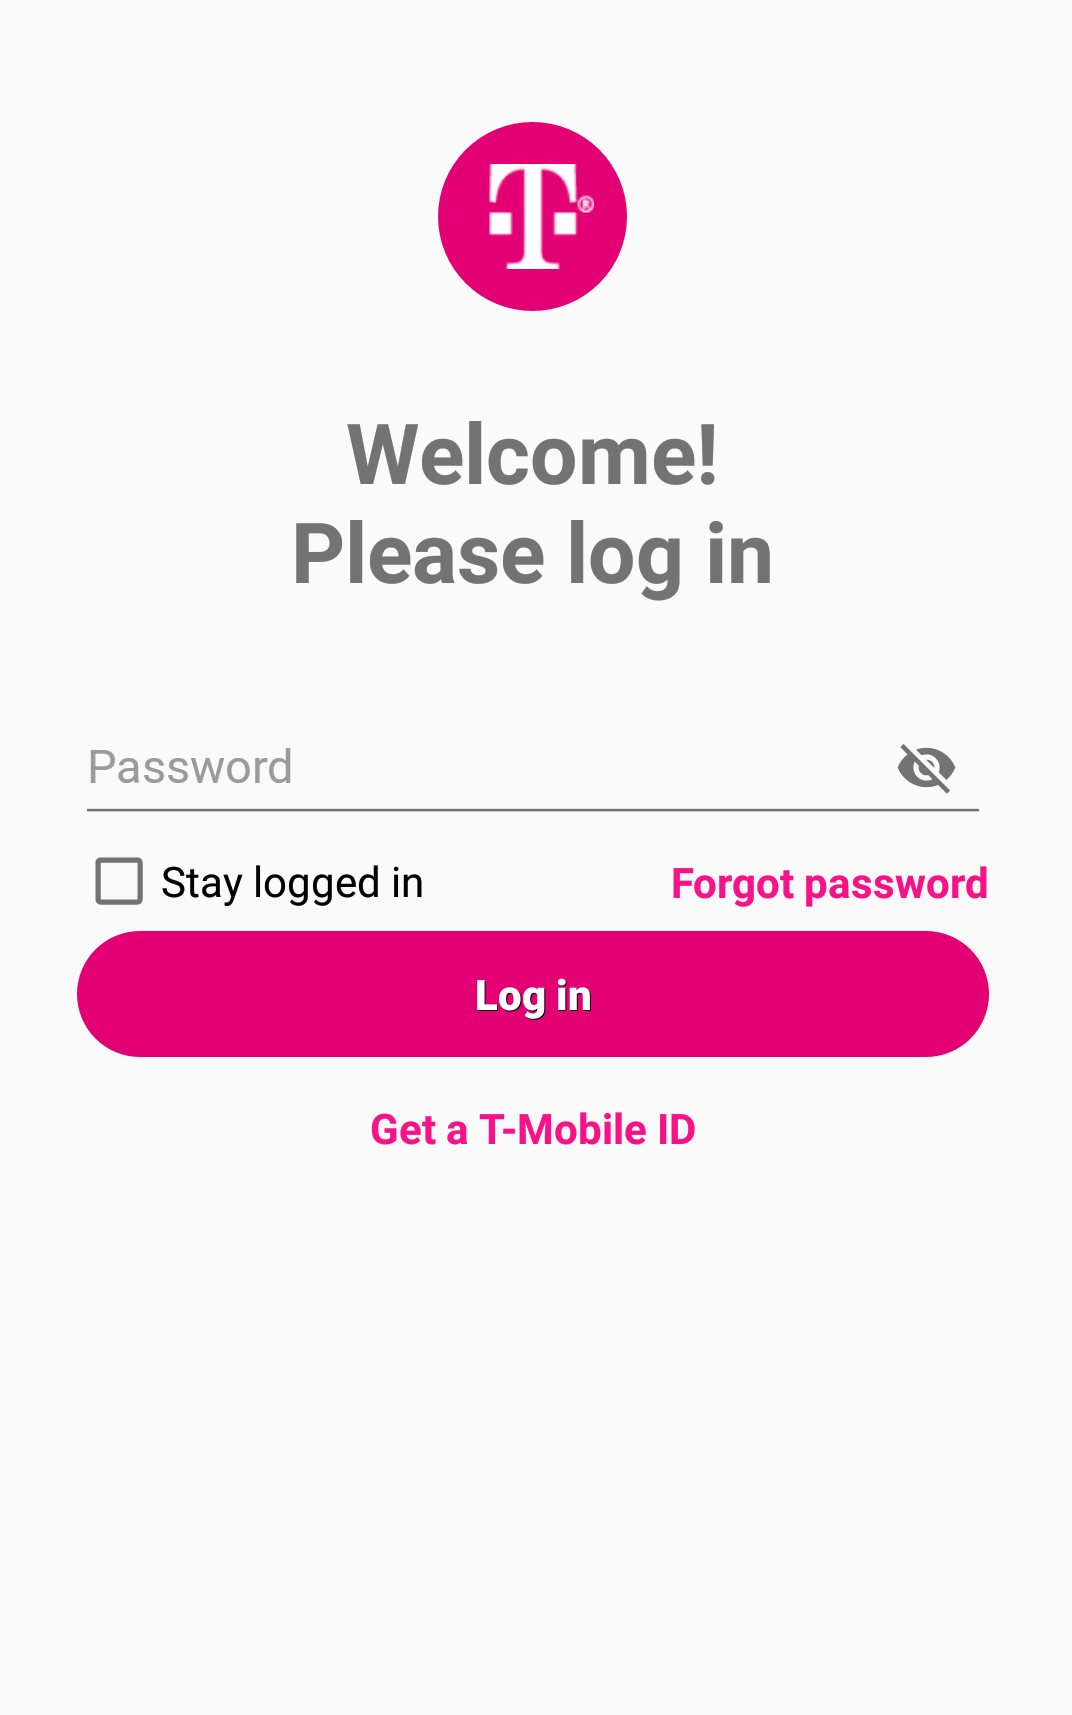 T®
Welcome!
Please log in
Password
Stay logged in
Forgot password
Log in
Get a T-Mobile ID